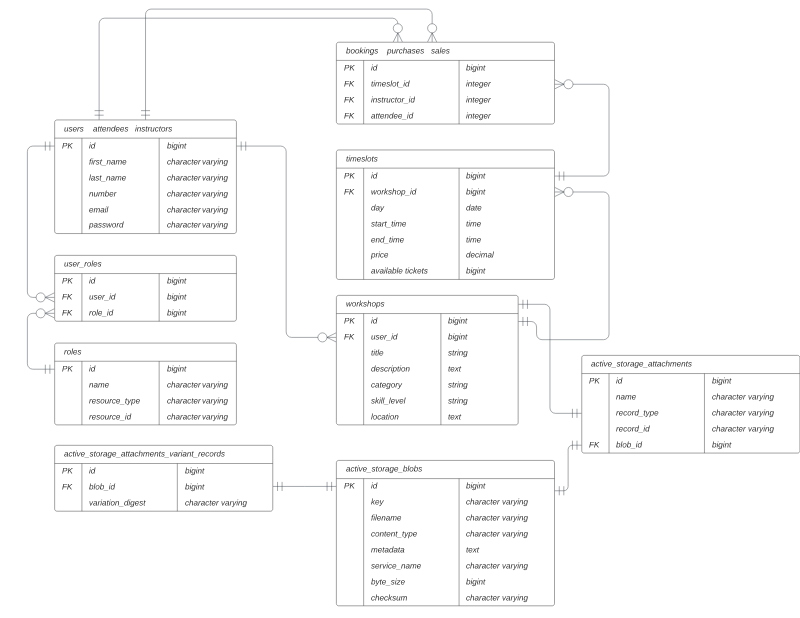 bookings purchases sales
PK id bigint
FK timeslot_id integer
FK instructor_id integer
FK attendee_id integer
users attendees instructors
PK id bigint
first_name character varying
last_name character varying
number character varying
email character varying
password character varying
timeslots
PK id bigint
FK workshop_id bigint
day date
start_time time
end_time time
price decimal
available tickets bigint
user_roles
PK id bigint
FK user_id bigint
FK role_id bigint
workshops
PK id bigint
FK user_id bigint
title string
description text
category string
skill_level string
location text
roles
PK id bigint
name character varying
resource_type character varying
resource_id character varying
active_storage_attachments
PK id bigint
name character varying
record_type character varying
record_id character varying
FK blob_id bigint
active_storage_attachments_variant_records
PK id bigint
FK blob_id bigint
variation_digest character varying
active_storage_blobs
PK id bigint
key character varying
filename character varying
content_type character varying
metadata text
service_name character varying
byte_size bigint
checksum character varying